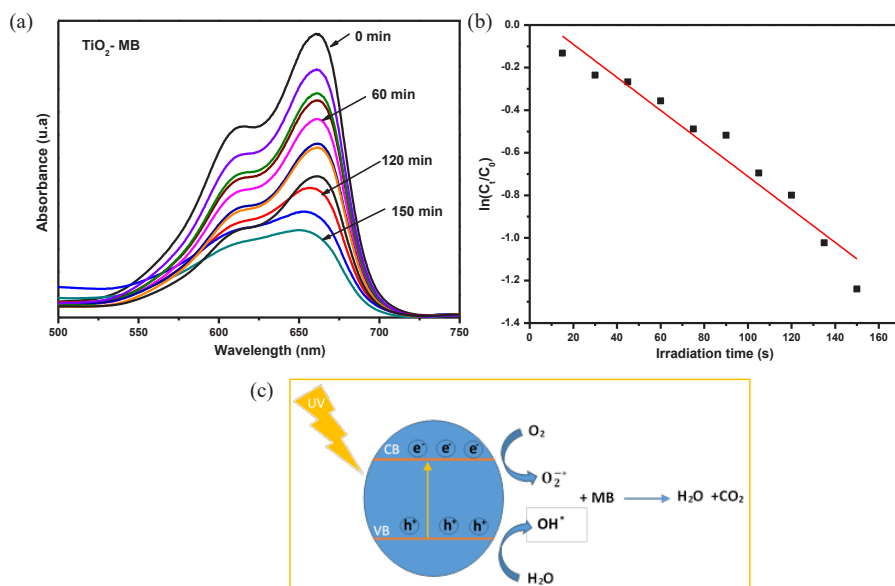 (a)
TiO₂- MB
0 min
60 min
120 min
150 min
Absorbance (u.a)
500 550 600 650 700 750
Wavelength (nm)
(b)
0.0
-0.2
-0.4
-0.6
-0.8
-1.0
-1.2
-1.4
ln(Cₜ/C₀)
0 20 40 60 80 100 120 140 160
Irradiation time (s)
(c)
UV
CB e⁻ e⁻ e⁻
O₂
O₂⁻*
+ MB H₂O +CO₂
VB h⁺ h⁺ h⁺
OH*
H₂O